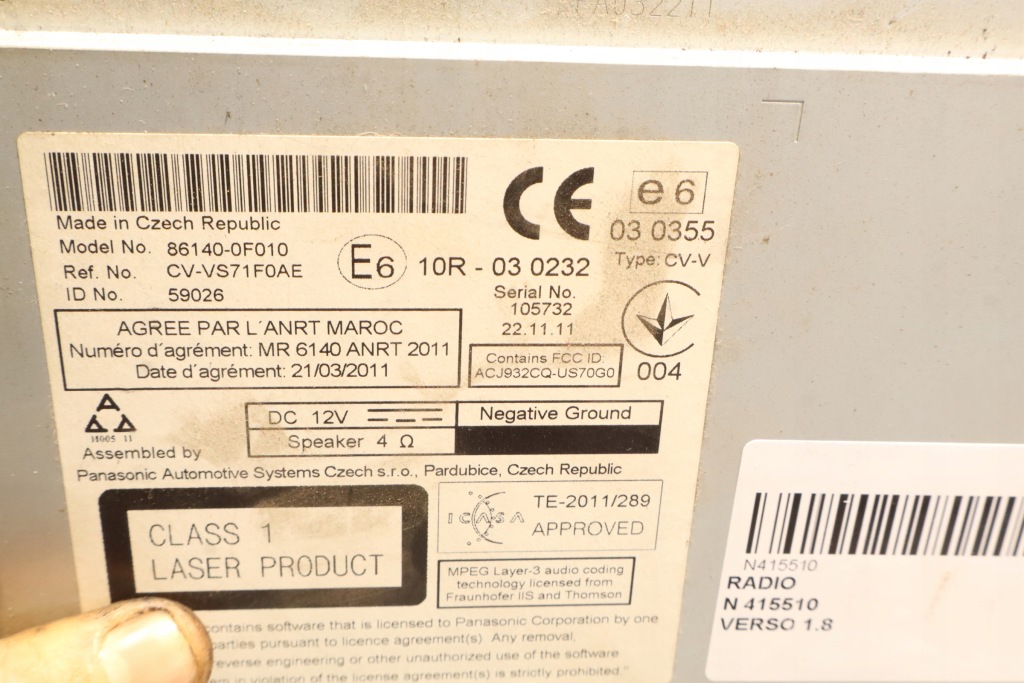 Made in Czech Republic
Model No. 86140-0F010
Ref. No. CV-VS71F0AE
ID No. 59026
CE
e6
03 0355
Type: CV-V
E6 10R - 03 0232
Serial No.
105732
22.11.11
004
AGREE PAR L'ANRT MAROC
Numéro d'agrément: MR 6140 ANRT 2011
Date d'agrément: 21/03/2011
Contains FCC ID:
ACJ932CQ-US70G0
DC 12V
Negative Ground
Speaker 4 Ω
Assembled by
Panasonic Automotive Systems Czech s.r.o., Pardubice, Czech Republic
CLASS 1
LASER PRODUCT
ICASA
TE-2011/289
APPROVED
MPEG Layer-3 audio coding
technology licensed from
Fraunhofer IIS and Thomson
contains software that is licensed to Panasonic Corporation by one
parties pursuant to licence agreement(s). Any removal,
reverse engineering or other unauthorized use of the software
in violation of the license agreement(s) is strictly prohibited."
N415510
RADIO
N 415510
VERSO 1.8